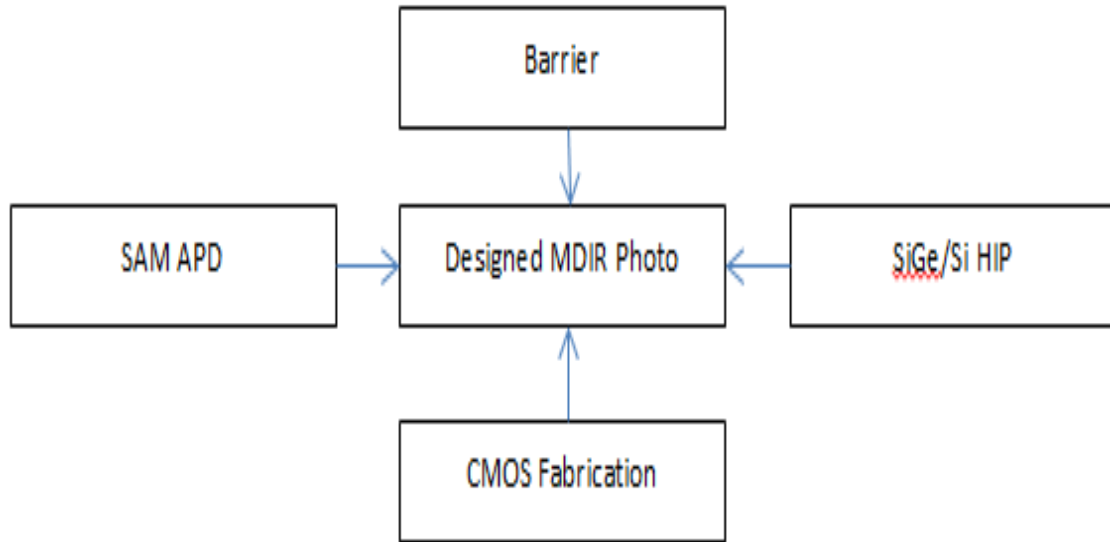 Barrier
SAM APD
Designed MDIR Photo
SiGe/Si HIP
CMOS Fabrication